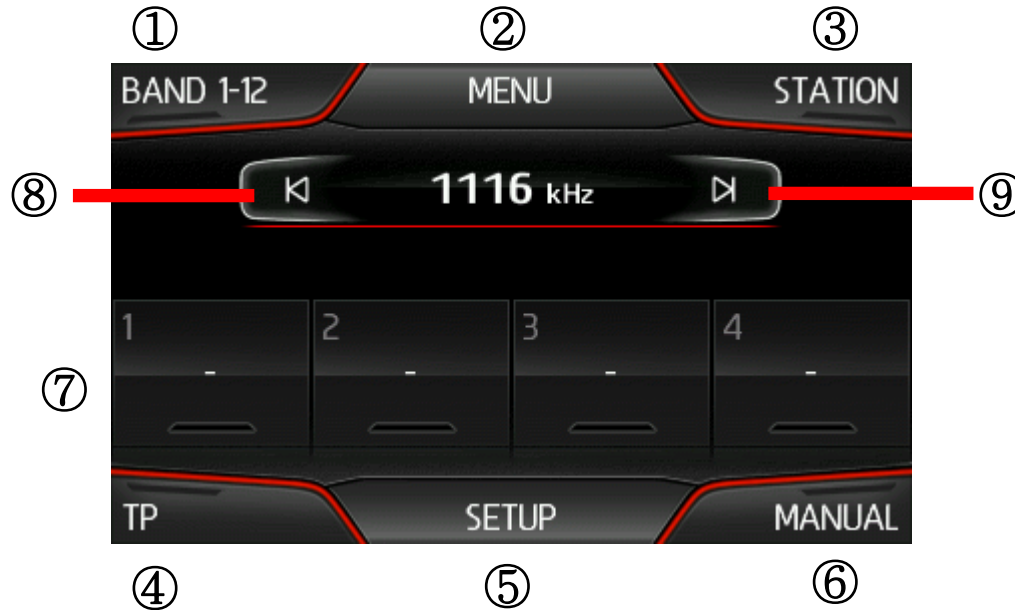 ① ② ③
BAND 1-12 MENU STATION
⑧ 1116 kHz ⑨
1 2 3 4
- - - -
⑦
TP SETUP MANUAL
④ ⑤ ⑥